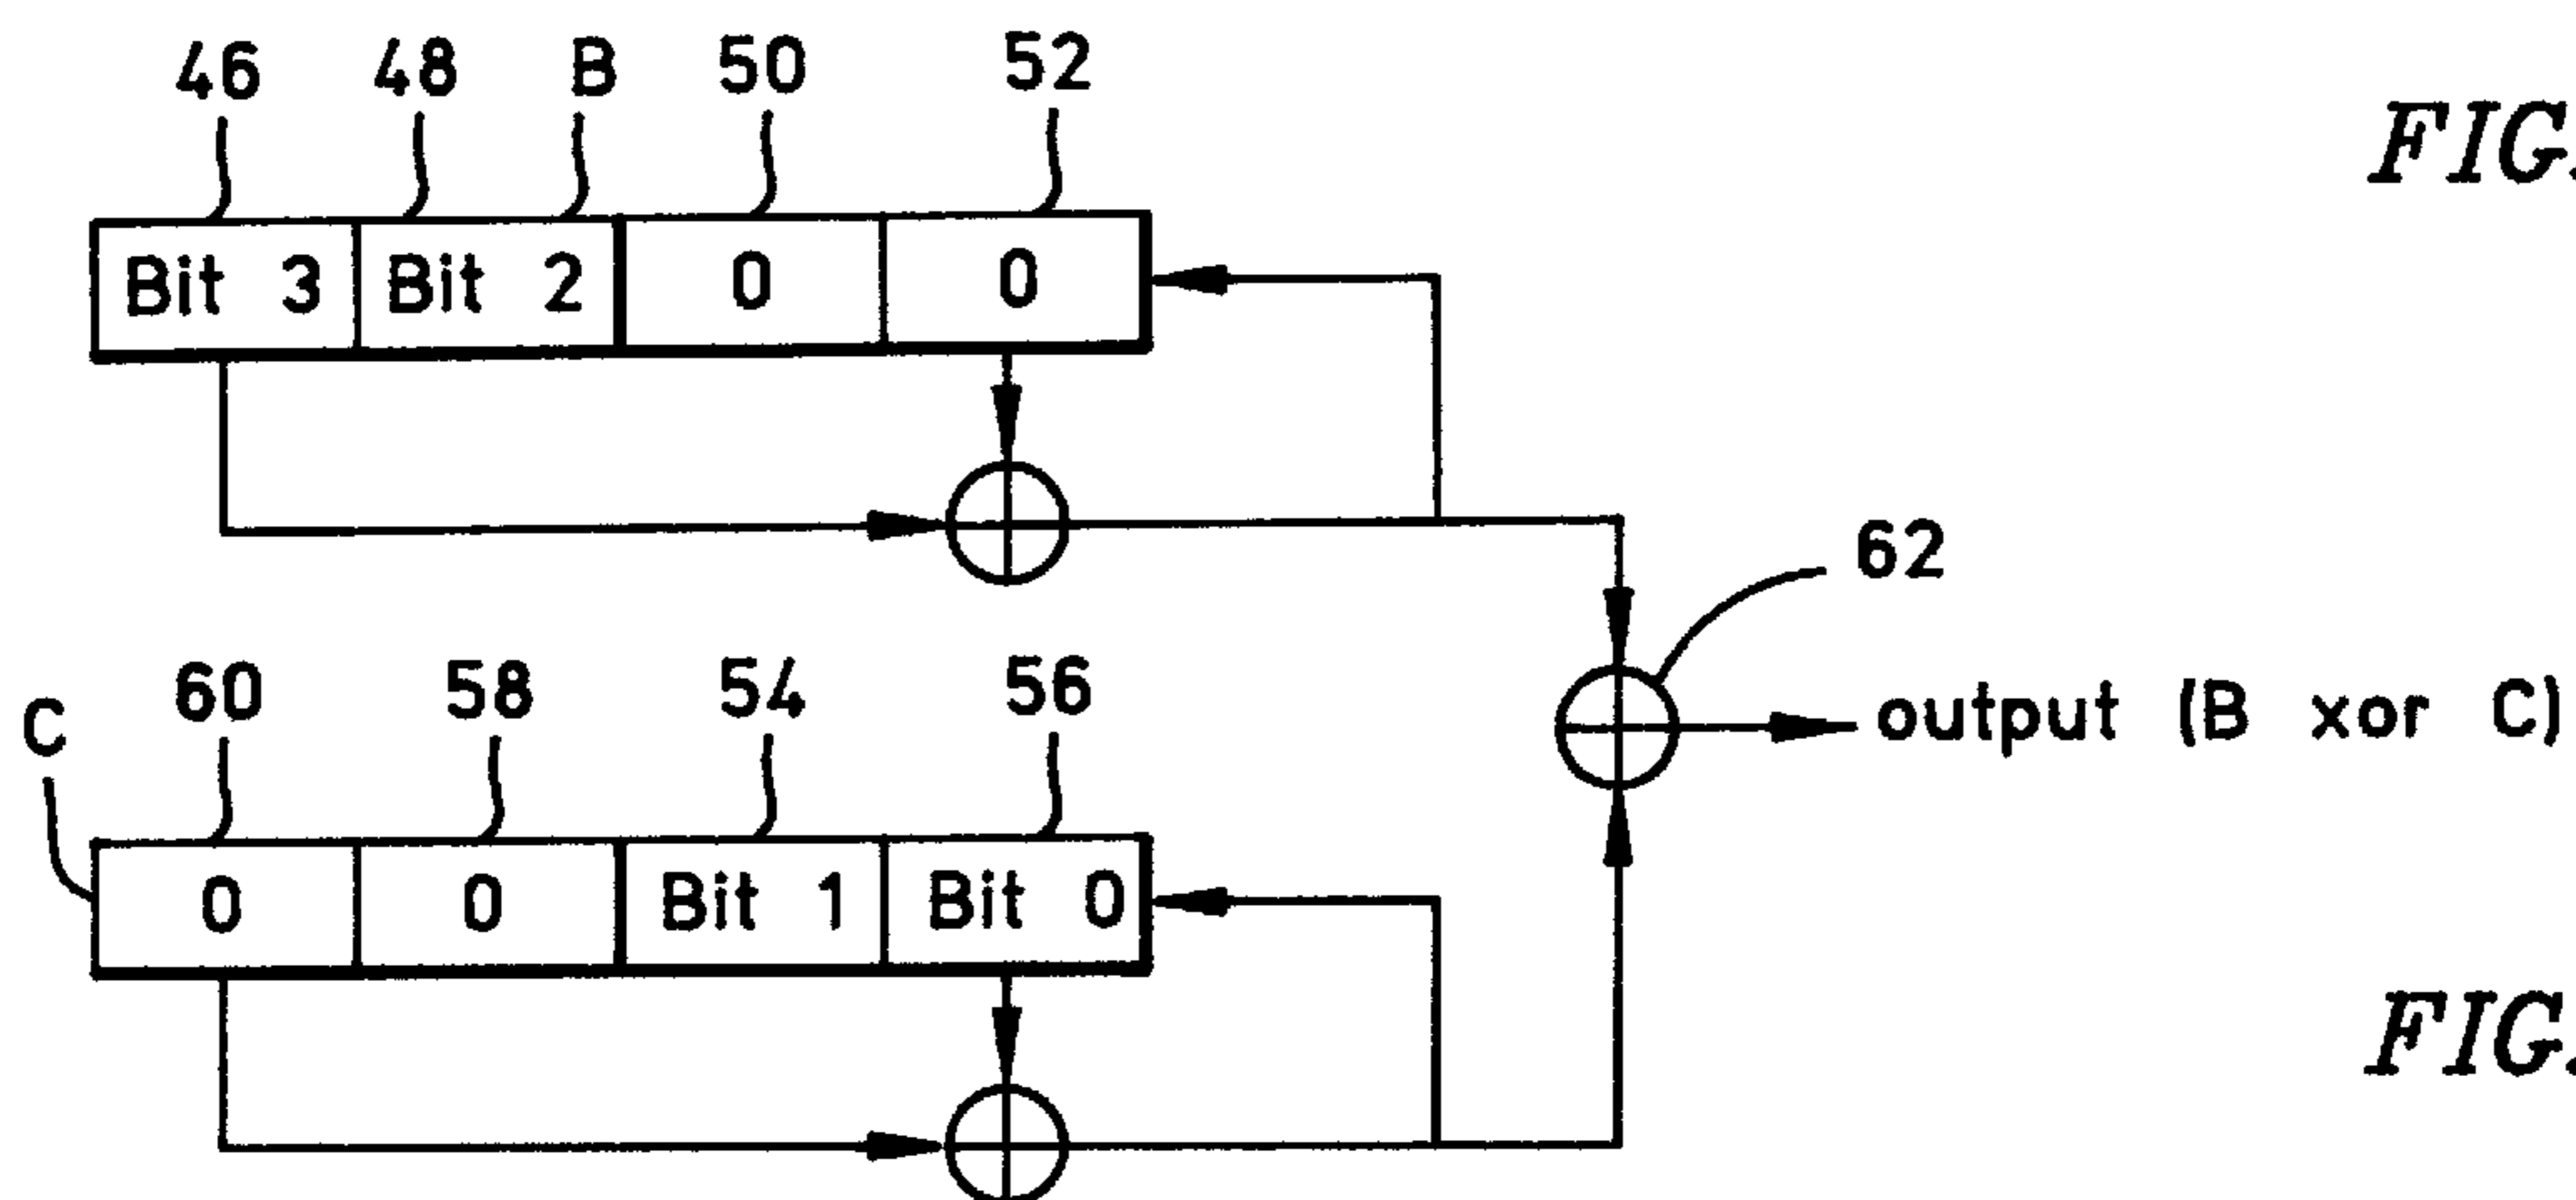 46 48 B 50 52
FIG.
Bit 3 Bit 2 0 0
62
output (B xor C)
C 60 58 54 56
0 0 Bit 1 Bit 0
FIG.